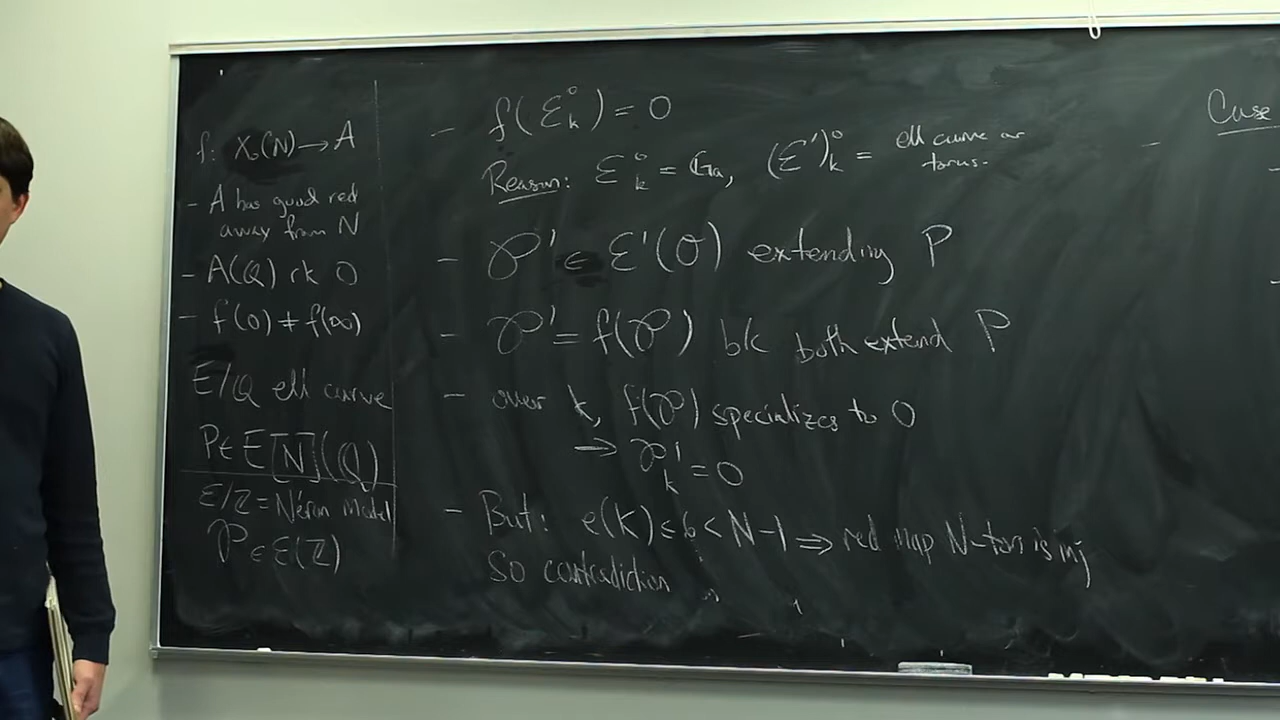 f: X₀(N) → A
- A has good red
away from N
- A(Q) rk 0
- f(0) ≠ f(∞)
E/Q ell curve
P ∈ E[N](Q)
ℰ/ℤ = Néron Model
𝒫 ∈ ℰ(ℤ)
- f(ℰ°ₖ) = 0
Reason: ℰ°ₖ = Gₐ, (ℰ')°ₖ = ell curve or
torus.
- 𝒫' ∈ ℰ'(𝒪) extending P
- 𝒫' = f(𝒫) b/c both extend P
- over k, f(𝒫) specializes to 0
⇒ 𝒫'ₖ = 0
- But: e(K) ≤ 6 < N-1 ⇒ red map N-tors is inj
So contradiction
Case